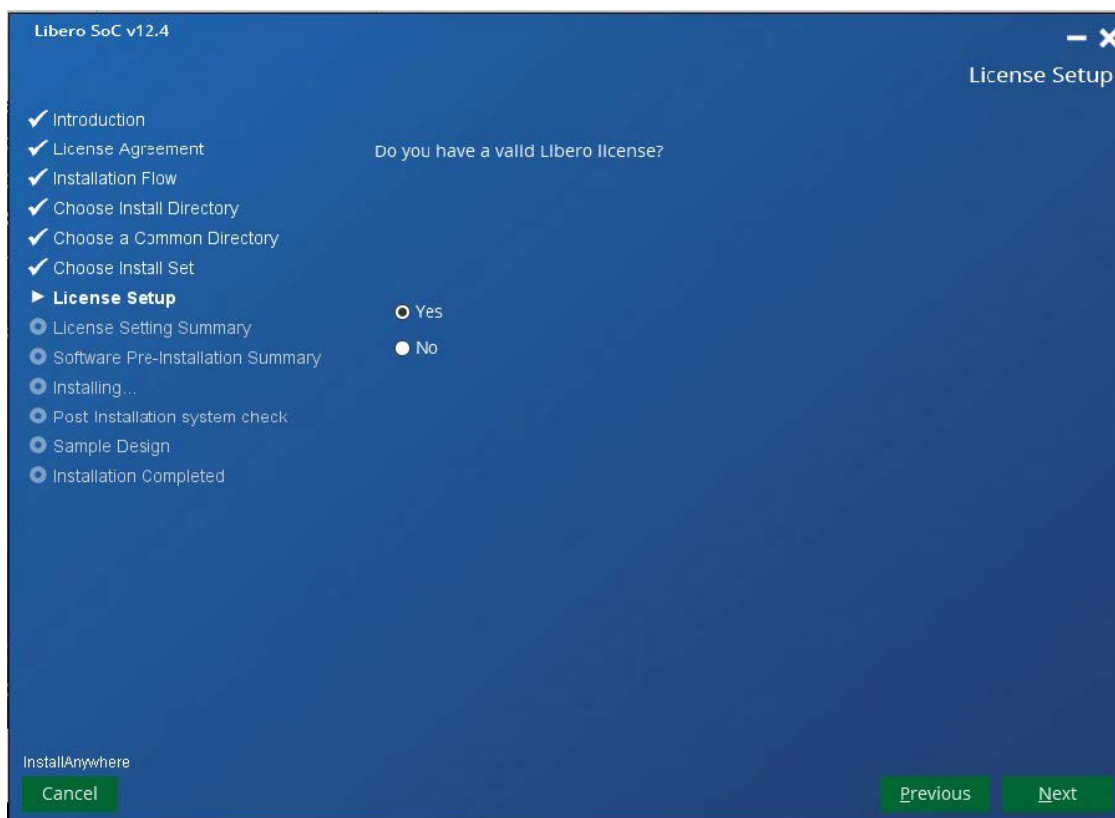 Libero SoC v12.4
License Setup
Introduction
License Agreement
Do you have a valid Libero license?
Installation Flow
Choose Install Directory
Choose a Common Directory
Choose Install Set
License Setup
License Setting Summary
Software Pre-Installation Summary
Installing...
Post Installation system check
Sample Design
Installation Completed
Yes
No
InstallAnywhere
Cancel
Previous
Next